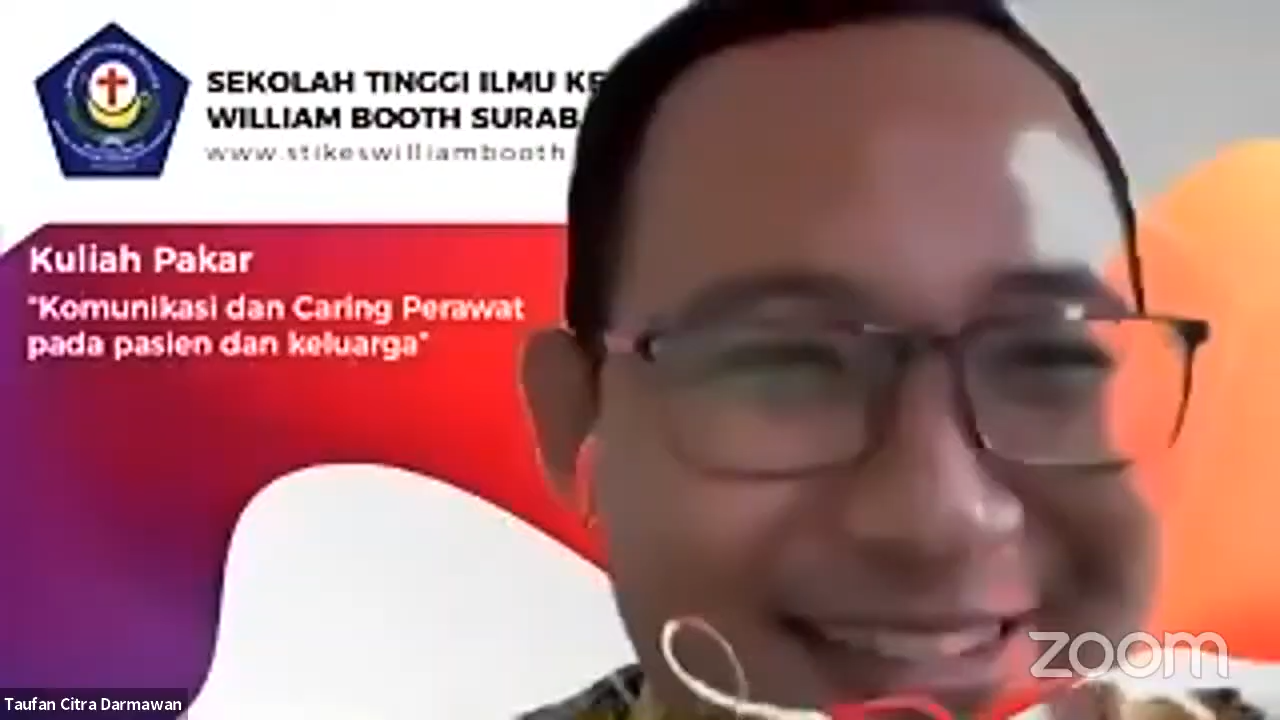 SEKOLAH TINGGI ILMU KE
WILLIAM BOOTH SURAB
www.stikeswilliambooth
Kuliah Pakar
"Komunikasi dan Caring Perawat
pada pasien dan keluarga"
zoom
Taufan Citra Darmawan